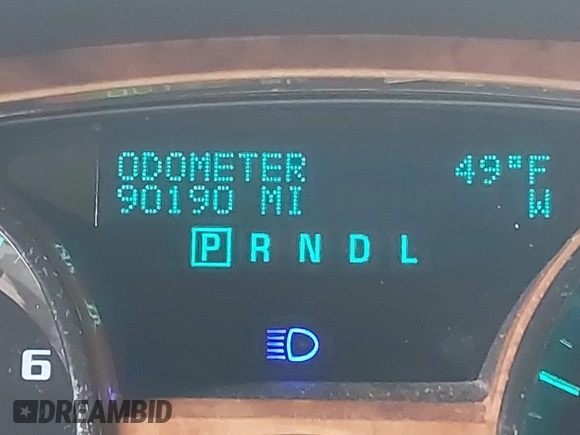 ODOMETER 49°F
90190 MI W
P R N D L
6
DREAMBID